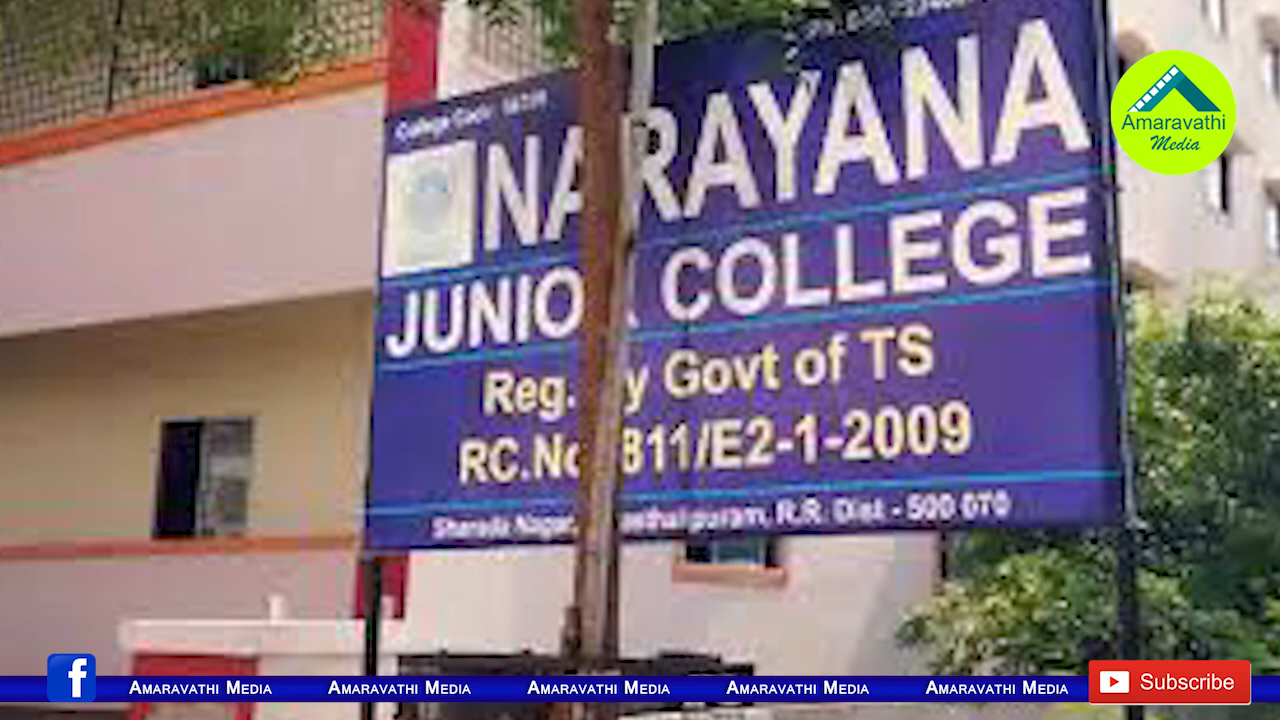 College Code
NARAYANA
JUNIOR COLLEGE
Reg. y Govt of TS
RC.No 811/E2-1-2009
Sharada Nagar, R.R. Dist - 500 070
Amaravathi
Media
f
AMARAVATHI MEDIA AMARAVATHI MEDIA AMARAVATHI MEDIA AMARAVATHI MEDIA AMARAVATHI MEDIA
Subscribe